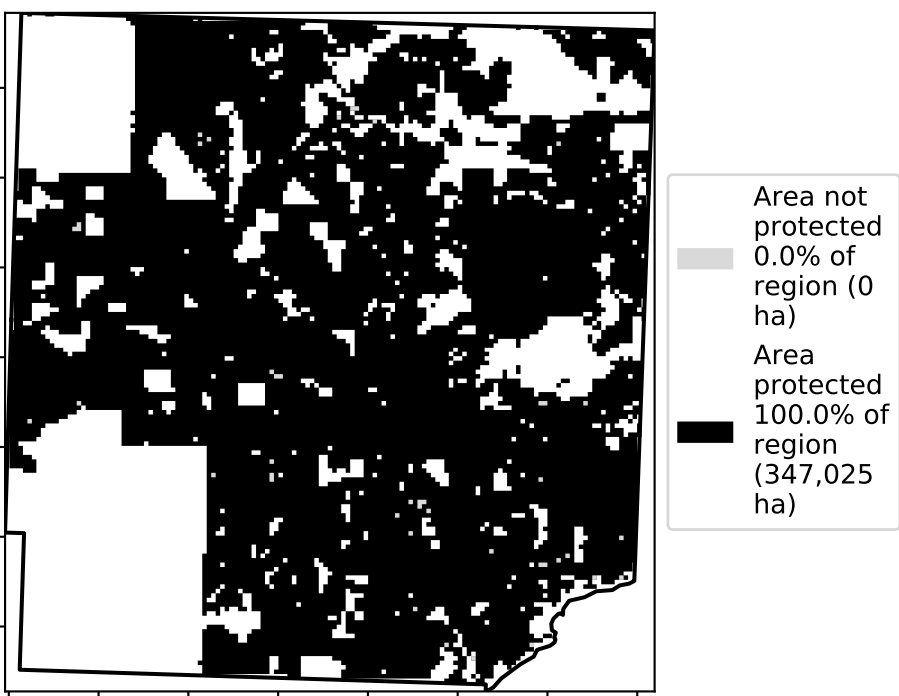 Area not
protected
0.0% of
region (0
ha)
Area
protected
100.0% of
region
(347,025
ha)